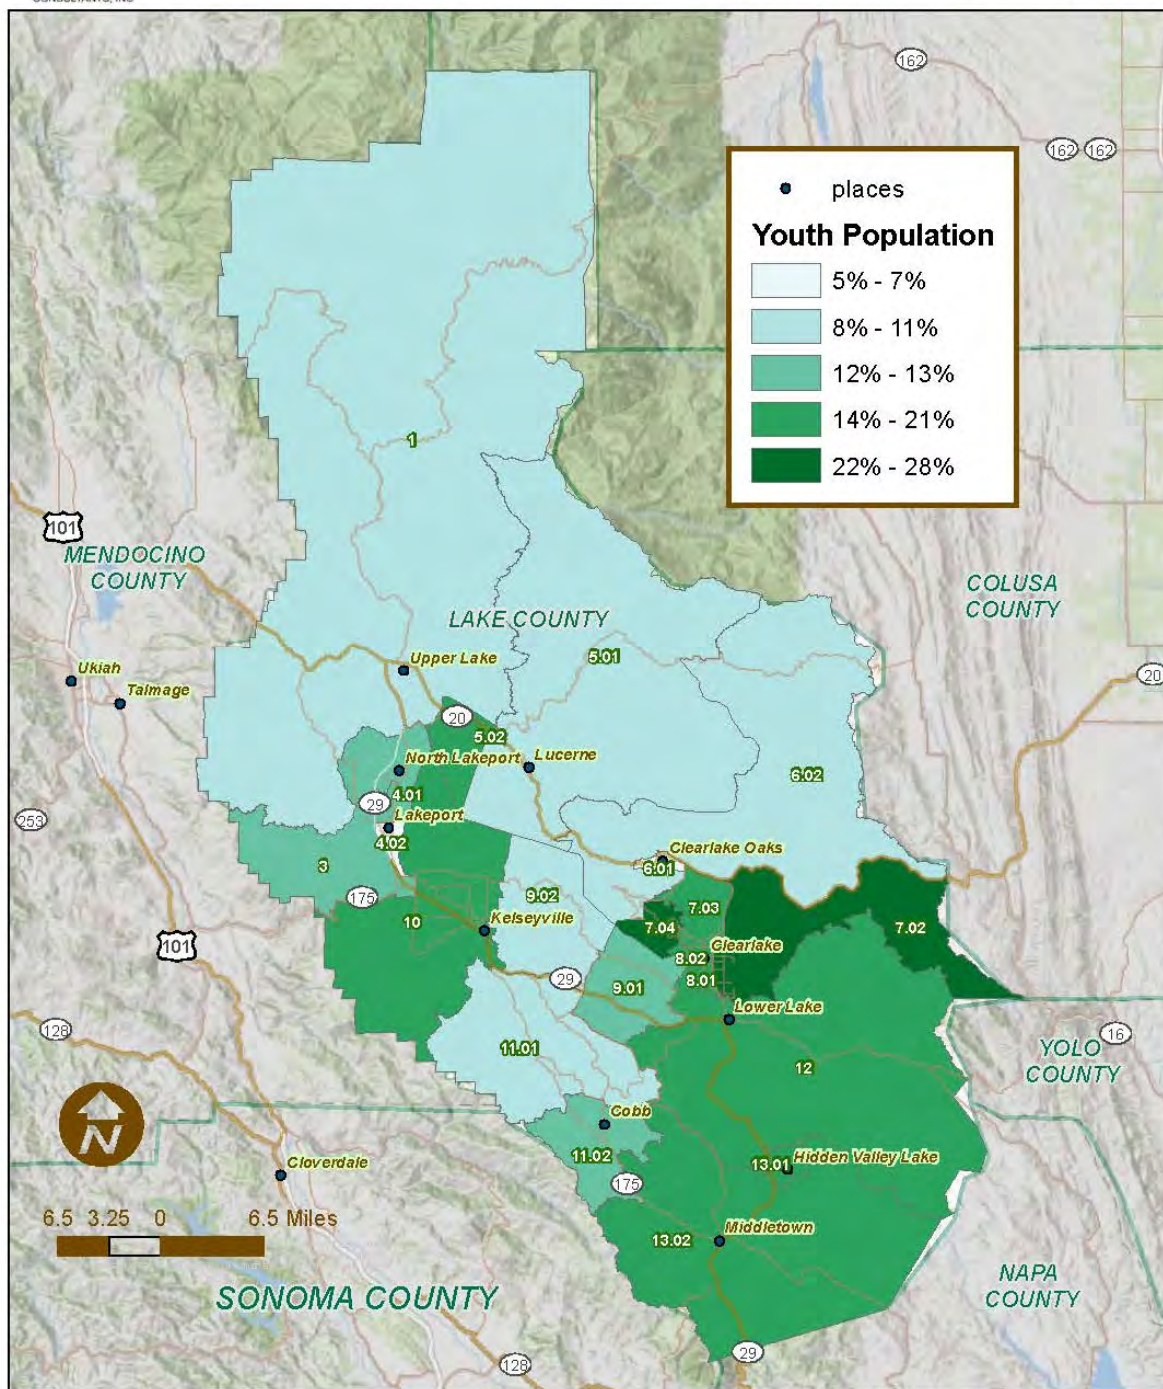 162
162
162
places
Youth Population
5% - 7%
8% - 11%
12% - 13%
14% - 21%
22% - 28%
1
101
MENDOCINO
COUNTY
COLUSA
COUNTY
LAKE COUNTY
5.01
Upper Lake
Ukiah
Talmage
20
20
5.02
North Lakeport
Lucerne
6.02
4.01
29
253
Lakeport
4.02
Clearlake Oaks
6.01
3
175
9.02
7.03
10
Kelseyville
7.04
7.02
101
Clearlake
8.02
29
9.01
8.01
Lower Lake
128
16
11.01
12
YOLO
COUNTY
N
Cobb
11.02
Cloverdale
13.01
Hidden Valley Lake
175
6.5 3.25 0 6.5 Miles
13.02
Middletown
SONOMA COUNTY
NAPA
COUNTY
29
128